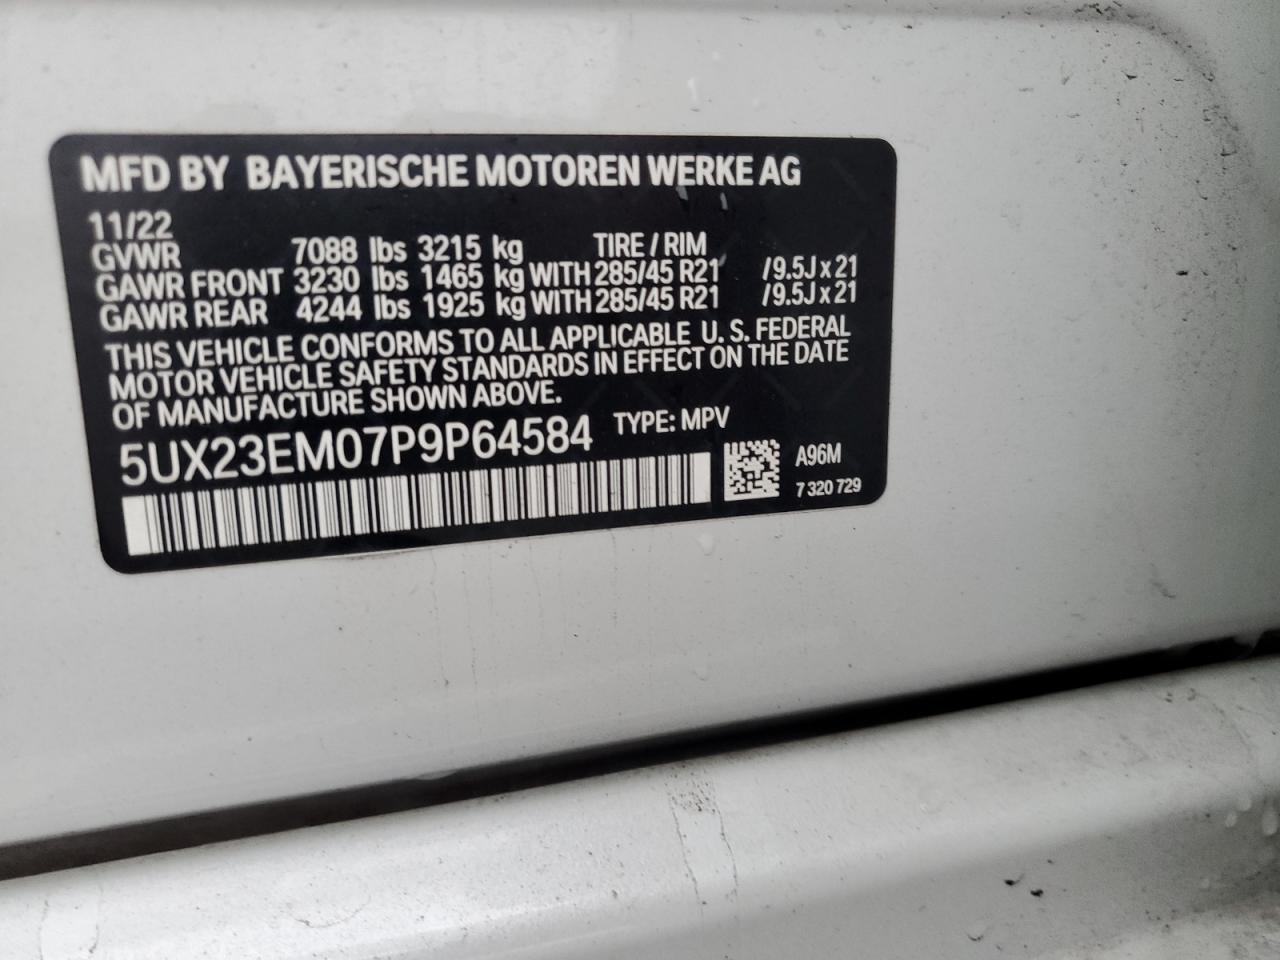 MFD BY BAYERISCHE MOTOREN WERKE AG
11/22
GVWR 7088 lbs 3215 kg TIRE / RIM
GAWR FRONT 3230 lbs 1465 kg WITH 285/45 R21 /9.5J x 21
GAWR REAR 4244 lbs 1925 kg WITH 285/45 R21 /9.5J x 21
THIS VEHICLE CONFORMS TO ALL APPLICABLE U. S. FEDERAL
MOTOR VEHICLE SAFETY STANDARDS IN EFFECT ON THE DATE
OF MANUFACTURE SHOWN ABOVE.
5UX23EM07P9P64584 TYPE: MPV
A96M
7 320 729